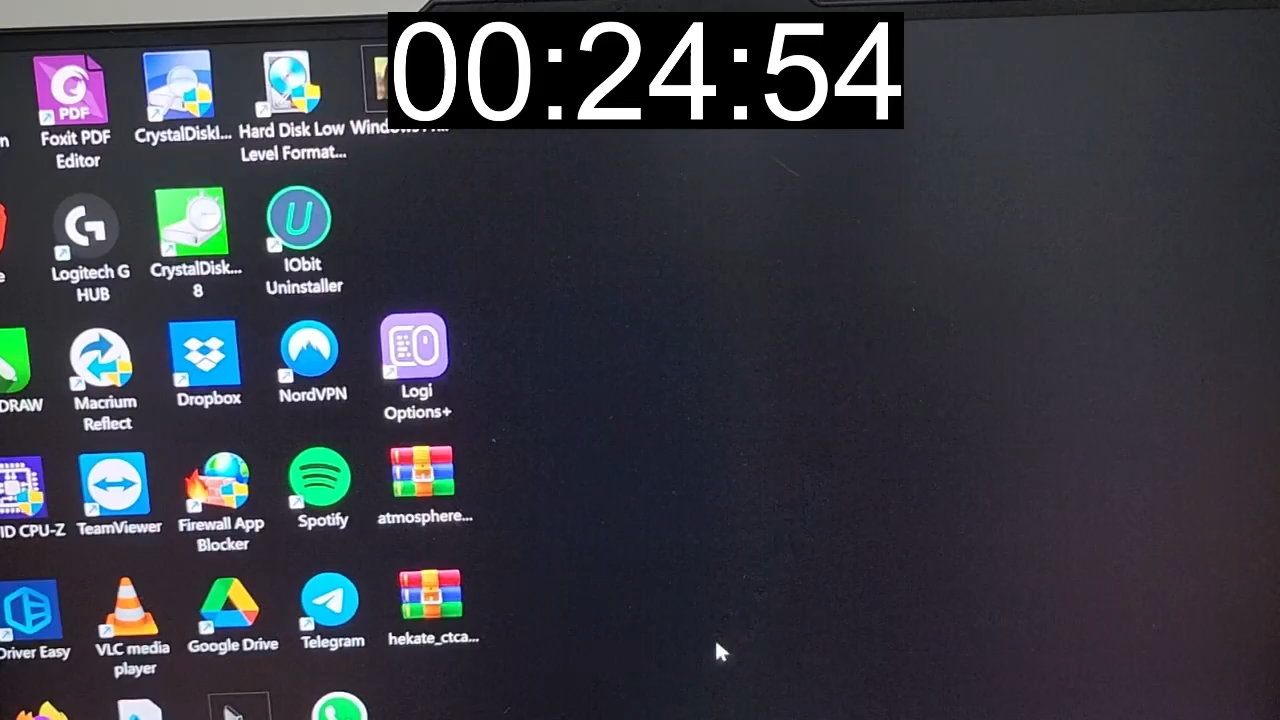 00:24:54
Foxit PDF
Editor
CrystalDiskI...
Hard Disk Low
Level Format...
PDF
Logitech G
HUB
CrystalDisk...
8
IObit
Uninstaller
DRAW
Macrium
Reflect
Dropbox
NordVPN
Logi
Options+
ID CPU-Z
TeamViewer
Firewall App
Blocker
Spotify
atmosphere...
Driver Easy
VLC media
player
Google Drive
Telegram
hekate_ctca...